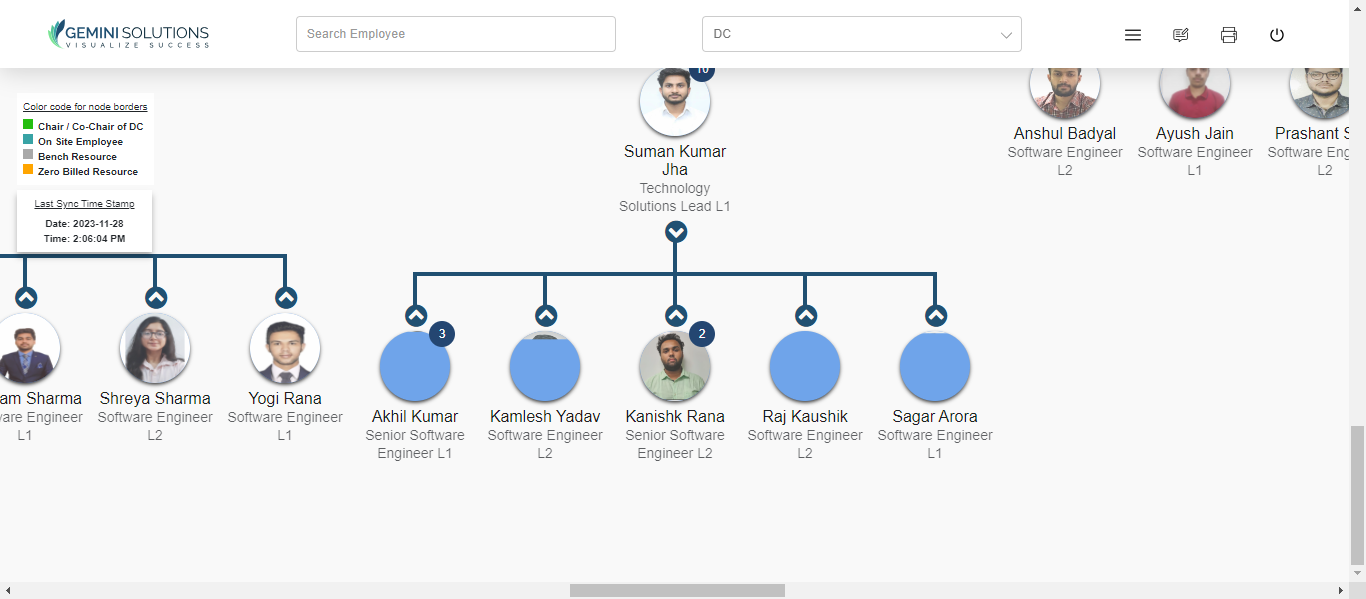 GEMINI SOLUTIONS
VISUALIZE SUCCESS
Search Employee
DC
Color code for node borders
Chair / Co-Chair of DC
On Site Employee
Bench Resource
Zero Billed Resource
Last Sync Time Stamp
Date: 2023-11-28
Time: 2:06:04 PM
10
Suman Kumar
Jha
Technology
Solutions Lead L1
Anshul Badyal
Software Engineer
L2
Ayush Jain
Software Engineer
L1
Prashant S
Software Eng
L2
am Sharma
are Engineer
L1
Shreya Sharma
Software Engineer
L2
Yogi Rana
Software Engineer
L1
3
Akhil Kumar
Senior Software
Engineer L1
Kamlesh Yadav
Software Engineer
L2
2
Kanishk Rana
Senior Software
Engineer L2
Raj Kaushik
Software Engineer
L2
Sagar Arora
Software Engineer
L1